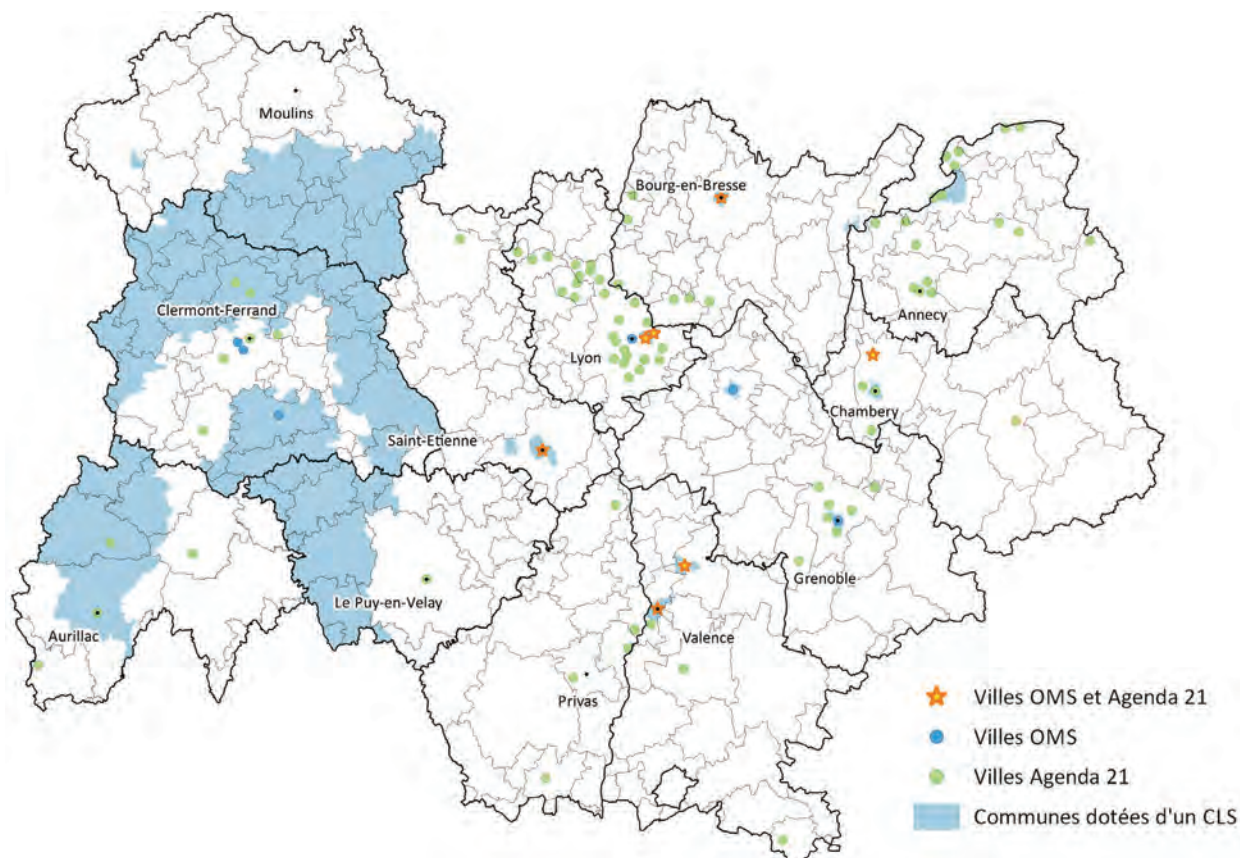 Moulins
Bourg-en-Bresse
Clermont-Ferrand
Annecy
Lyon
Chambery
Saint-Etienne
Grenoble
Le Puy-en-Velay
Aurillac
Valence
Privas
Villes OMS et Agenda 21
Villes OMS
Villes Agenda 21
Communes dotées d'un CLS